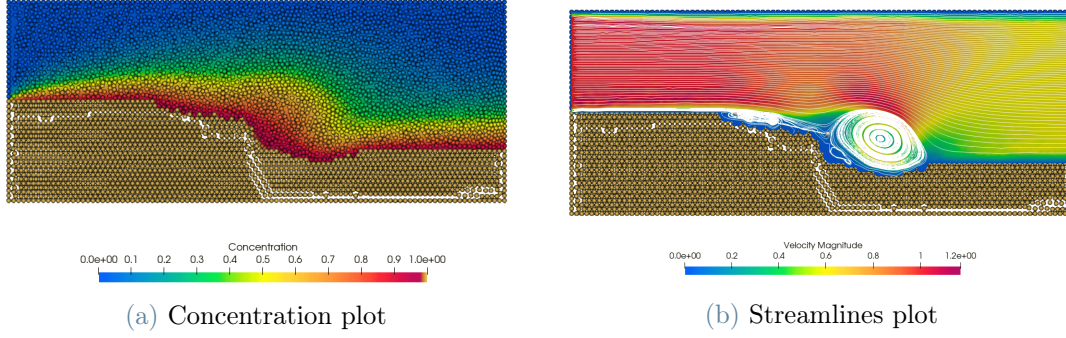 Concentration
0.0e+00 0.1 0.2 0.3 0.4 0.5 0.6 0.7 0.8 0.9 1.0e+00
(a) Concentration plot
Velocity Magnitude
0.0e+00 0.2 0.4 0.6 0.8 1 1.2e+00
(b) Streamlines plot